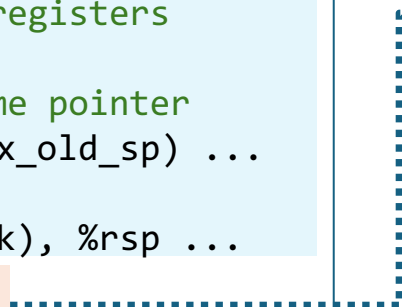 registers
me pointer
x_old_sp) ...
k), %rsp ...